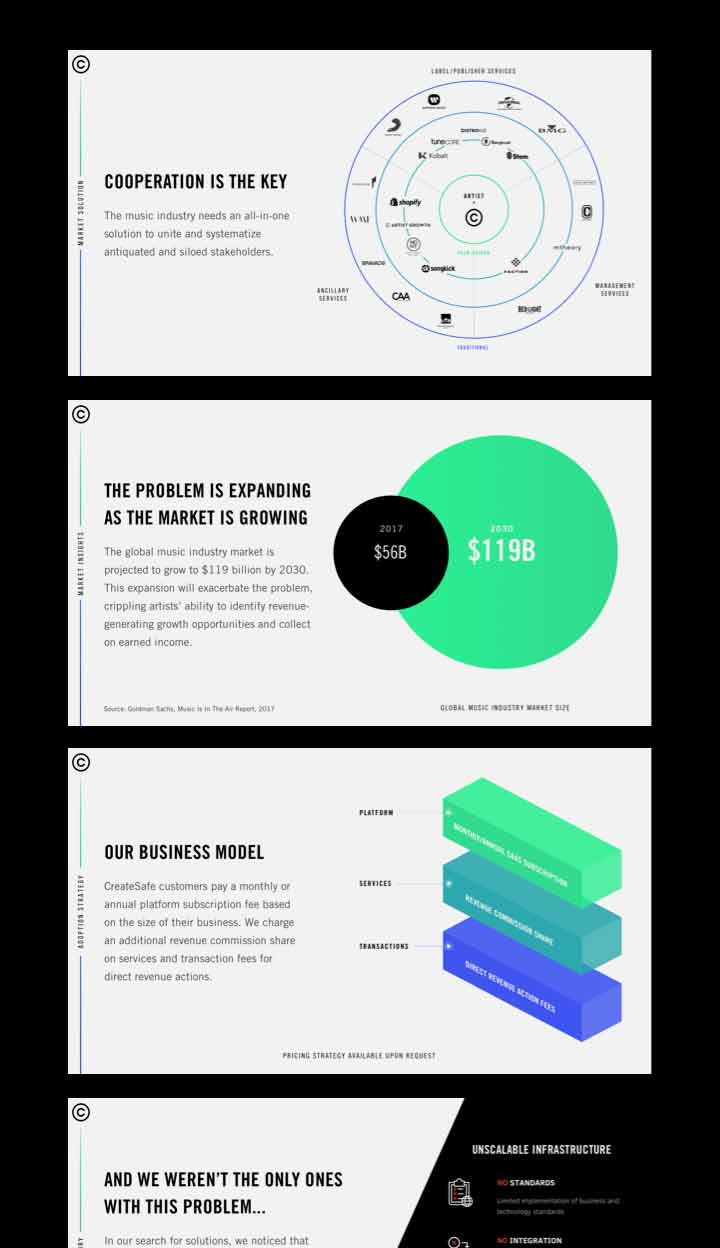 ©
MARKET SOLUTION
COOPERATION IS THE KEY
The music industry needs an all-in-one
solution to unite and systematize
antiquated and siloed stakeholders.
LABEL/PUBLISHER SERVICES
BMG
DISTROKID
tunecore
Kobalt
Stem
shopify
ARTIST GROWTH
songkick
FACTION
mtheory
CAA
RED LIGHT
ARTIST
+
©
PEER DRIVEN
TRADITIONAL
ANCILLARY
SERVICES
MANAGEMENT
SERVICES
©
MARKET INSIGHTS
THE PROBLEM IS EXPANDING
AS THE MARKET IS GROWING
The global music industry market is
projected to grow to $119 billion by 2030.
This expansion will exacerbate the problem,
crippling artists' ability to identify revenue-
generating growth opportunities and collect
on earned income.
Source: Goldman Sachs, Music Is In The Air Report, 2017
2017
$56B
2030
$119B
GLOBAL MUSIC INDUSTRY MARKET SIZE
©
ADOPTION STRATEGY
OUR BUSINESS MODEL
CreateSafe customers pay a monthly or
annual platform subscription fee based
on the size of their business. We charge
an additional revenue commission share
on services and transaction fees for
direct revenue actions.
PLATFORM
MONTHLY/ANNUAL SAAS SUBSCRIPTION
SERVICES
REVENUE COMMISSION SHARE
TRANSACTIONS
DIRECT REVENUE ACTION FEES
PRICING STRATEGY AVAILABLE UPON REQUEST
©
AND WE WEREN'T THE ONLY ONES
WITH THIS PROBLEM...
In our search for solutions, we noticed that
UNSCALABLE INFRASTRUCTURE
NO STANDARDS
Limited implementation of business and
technology standards
NO INTEGRATION